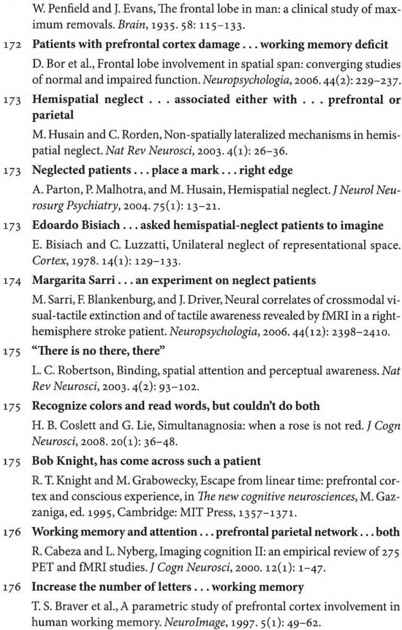 W. Penfield and J. Evans, The frontal lobe in man: a clinical study of max-
imum removals. Brain, 1935. 58: 115–133.
172 Patients with prefrontal cortex damage . . . working memory deficit
D. Bor et al., Frontal lobe involvement in spatial span: converging studies
of normal and impaired function. Neuropsychologia, 2006. 44(2): 229–237.
173 Hemispatial neglect . . . associated either with . . . prefrontal or
parietal
M. Husain and C. Rorden, Non-spatially lateralized mechanisms in hemis-
patial neglect. Nat Rev Neurosci, 2003. 4(1): 26–36.
173 Neglected patients . . . place a mark . . . right edge
A. Parton, P. Malhotra, and M. Husain, Hemispatial neglect. J Neurol Neu-
rosurg Psychiatry, 2004. 75(1): 13–21.
173 Edoardo Bisiach . . . asked hemispatial-neglect patients to imagine
E. Bisiach and C. Luzzatti, Unilateral neglect of representational space.
Cortex, 1978. 14(1): 129–133.
174 Margarita Sarri . . . an experiment on neglect patients
M. Sarri, F. Blankenburg, and J. Driver, Neural correlates of crossmodal vi-
sual-tactile extinction and of tactile awareness revealed by fMRI in a right-
hemisphere stroke patient. Neuropsychologia, 2006. 44(12): 2398–2410.
175 “There is no there, there”
L. C. Robertson, Binding, spatial attention and perceptual awareness. Nat
Rev Neurosci, 2003. 4(2): 93–102.
175 Recognize colors and read words, but couldn’t do both
H. B. Coslett and G. Lie, Simultanagnosia: when a rose is not red. J Cogn
Neurosci, 2008. 20(1): 36–48.
175 Bob Knight, has come across such a patient
R. T. Knight and M. Grabowecky, Escape from linear time: prefrontal cor-
tex and conscious experience, in The new cognitive neurosciences, M. Gaz-
zaniga, ed. 1995, Cambridge: MIT Press, 1357–1371.
176 Working memory and attention . . . prefrontal parietal network . . . both
R. Cabeza and L. Nyberg, Imaging cognition II: an empirical review of 275
PET and fMRI studies. J Cogn Neurosci, 2000. 12(1): 1–47.
176 Increase the number of letters . . . working memory
T. S. Braver et al., A parametric study of prefrontal cortex involvement in
human working memory. NeuroImage, 1997. 5(1): 49–62.